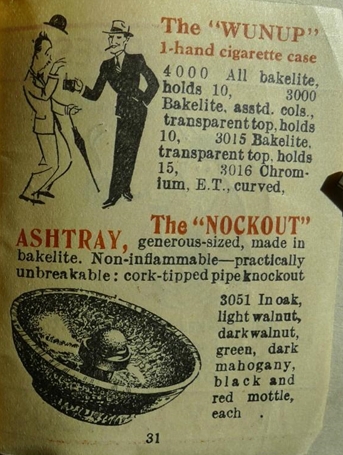 The "WUNUP"
1-hand cigarette case
4000 All bakelite,
holds 10, 3000
Bakelite, asstd. cols.,
transparent top, holds
10, 3015 Bakelite,
transparent top, holds
15, 3016 Chrom-
ium, E.T., curved,
The "NOCKOUT"
ASHTRAY, generous-sized, made in
bakelite. Non-inflammable—practically
unbreakable: cork-tipped pipe knockout
3051 In oak,
light walnut,
dark walnut,
green, dark
mahogany,
black and
red mottle,
each .
31